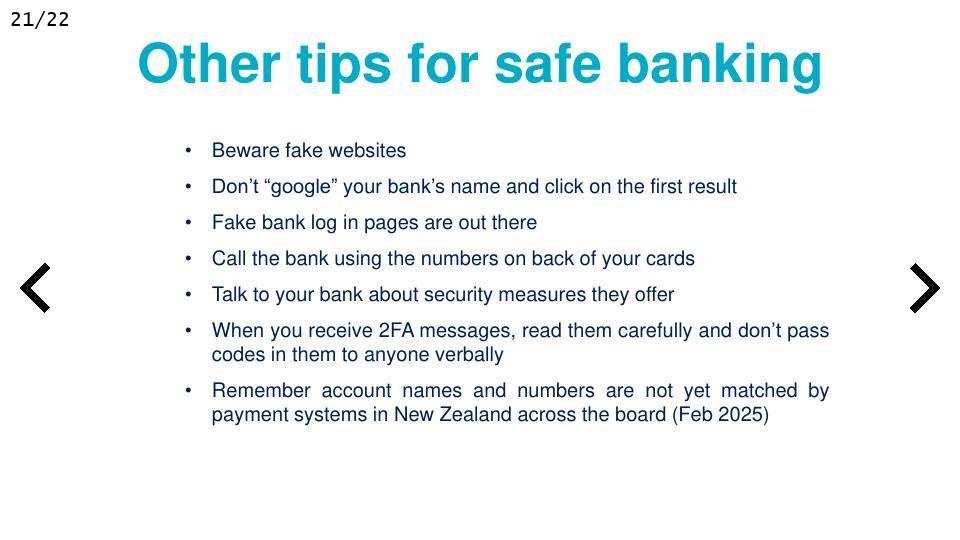 21/22
Other tips for safe banking
• Beware fake websites
• Don’t “google” your bank’s name and click on the first result
• Fake bank log in pages are out there
• Call the bank using the numbers on back of your cards
• Talk to your bank about security measures they offer
• When you receive 2FA messages, read them carefully and don’t pass
codes in them to anyone verbally
• Remember account names and numbers are not yet matched by
payment systems in New Zealand across the board (Feb 2025)